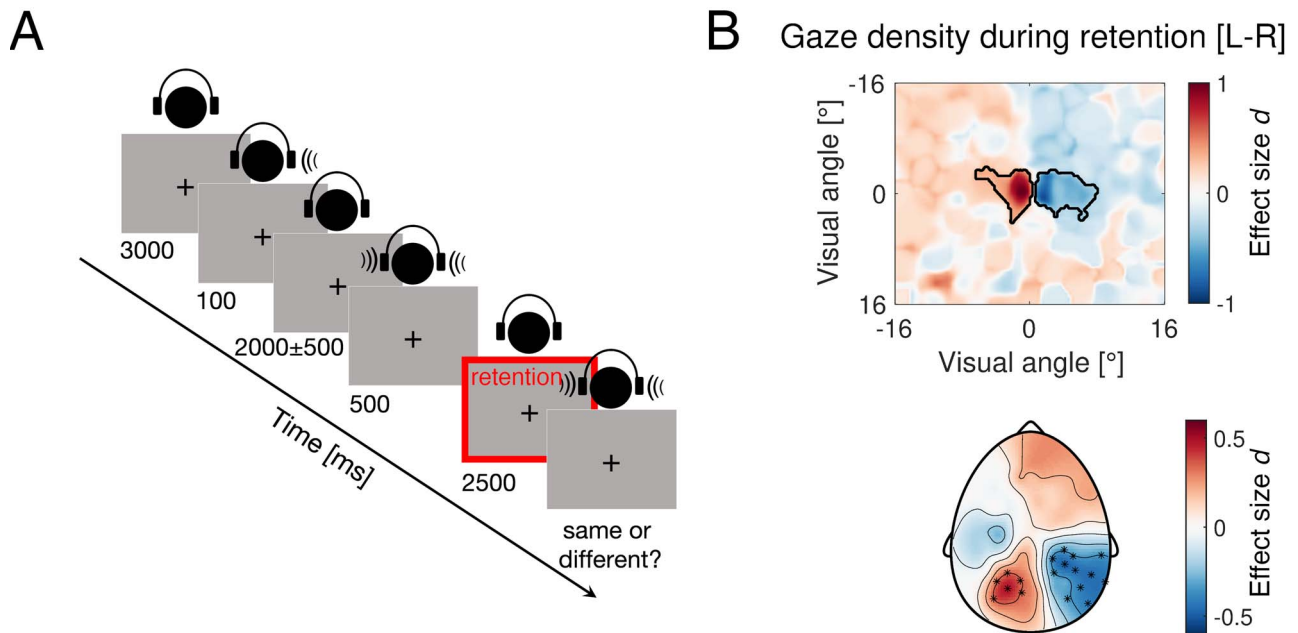 A
3000
100
2000±500
500
retention
2500
same or
different?
Time [ms]
B
Gaze density during retention [L-R]
-16
0
16
Visual angle [°]
-16
0
16
Visual angle [°]
1
0
-1
Effect size d
0.5
0
-0.5
Effect size d